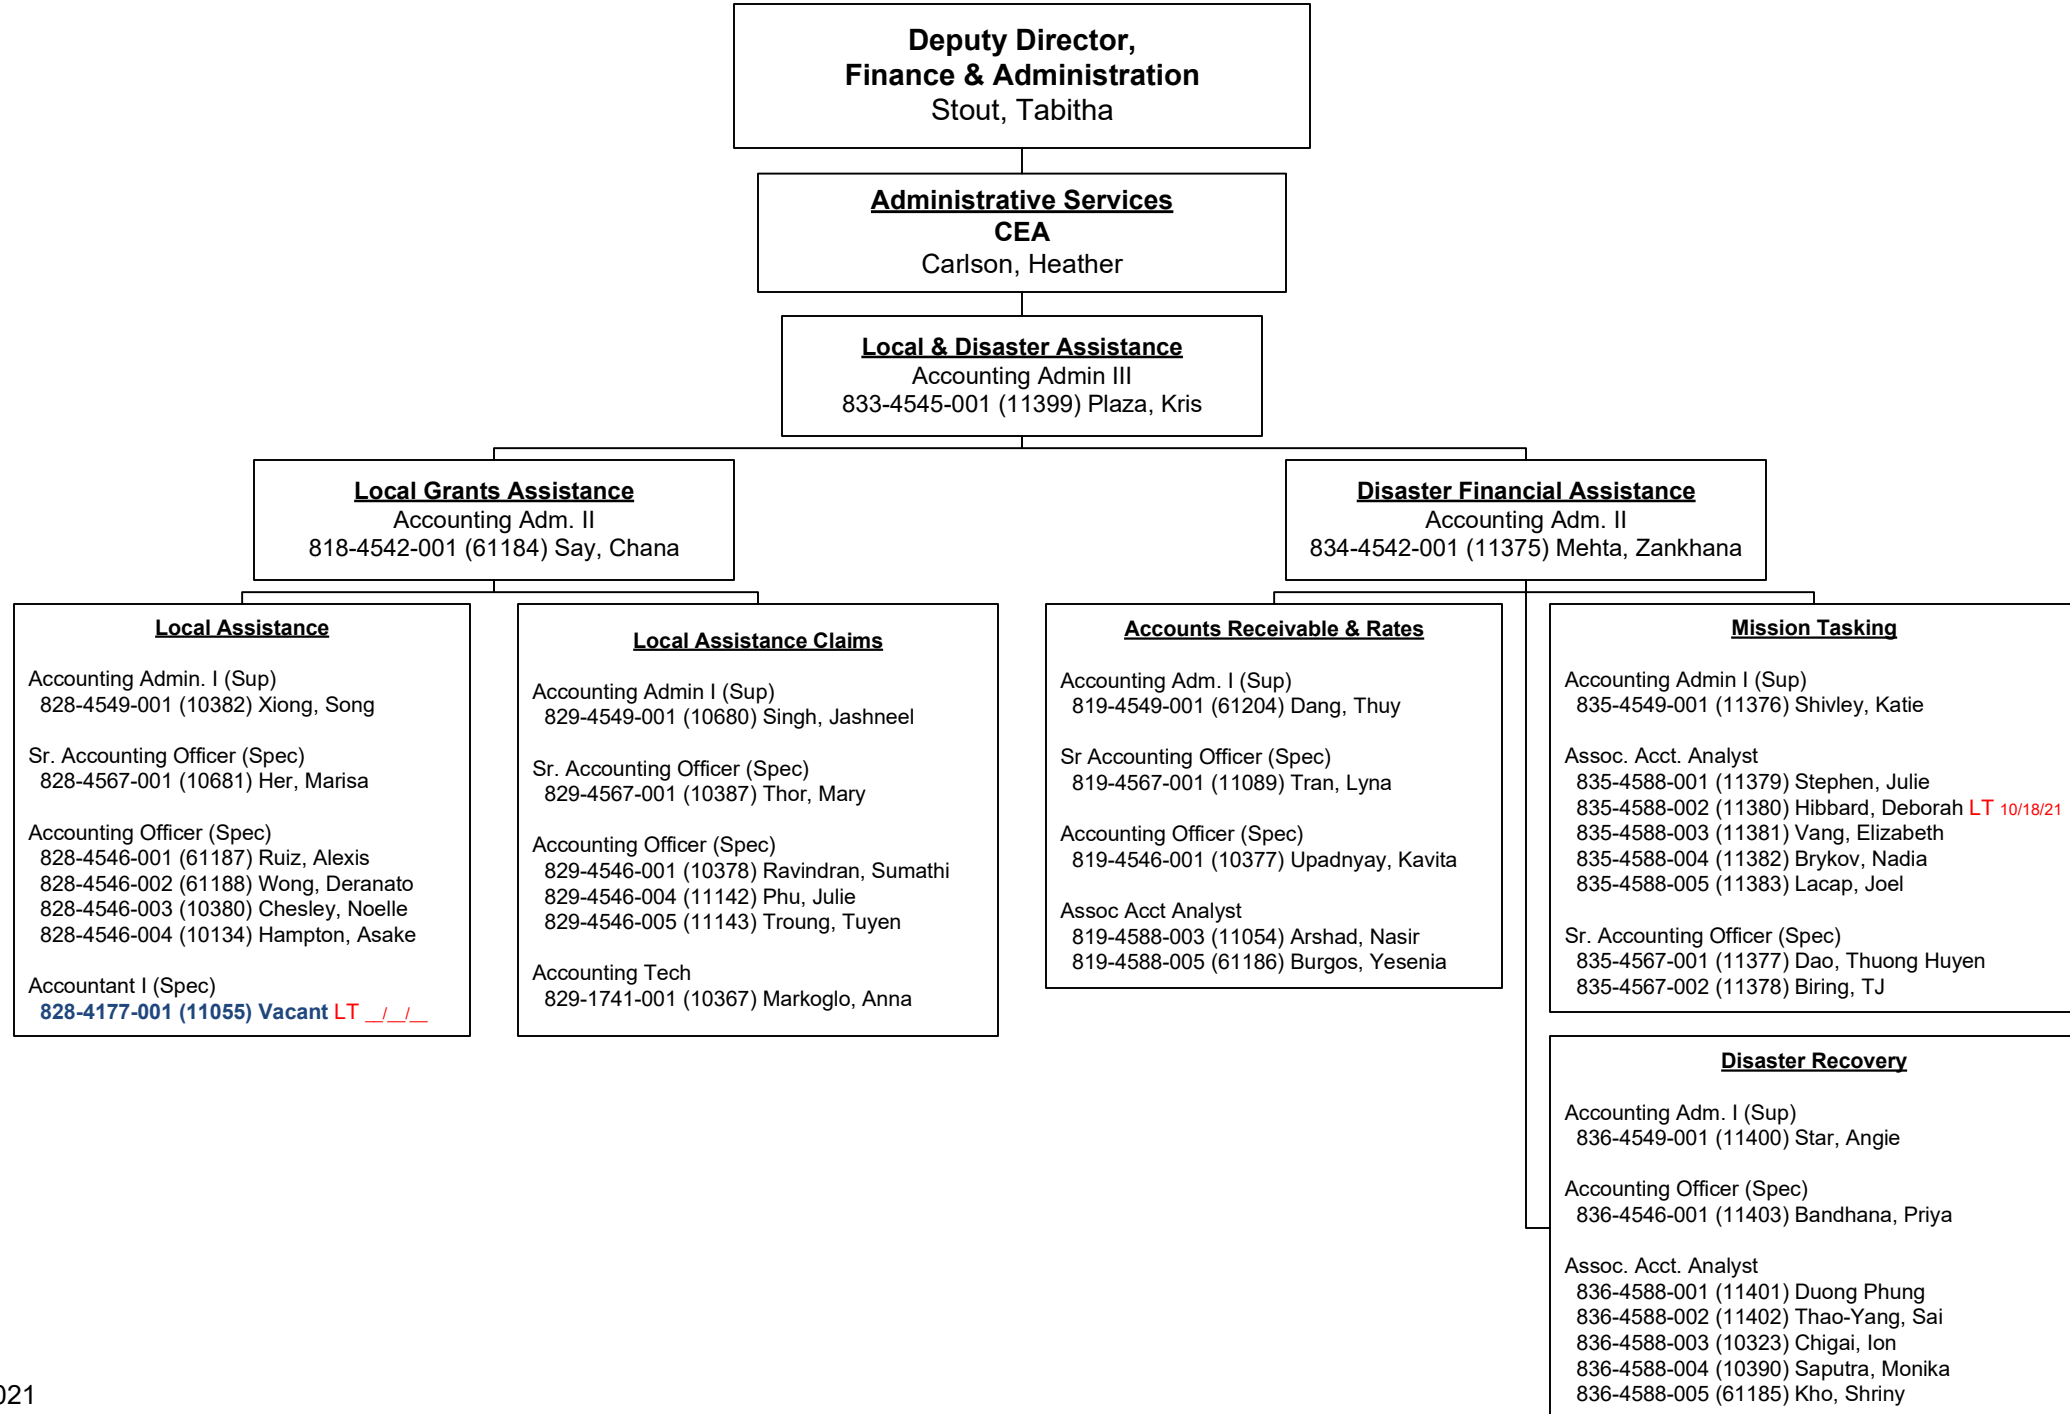 Deputy Director,
Finance & Administration
Stout, Tabitha
Administrative Services
CEA
Carlson, Heather
Local & Disaster Assistance
Accounting Admin III
833-4545-001 (11399) Plaza, Kris
Local Grants Assistance
Accounting Adm. II
818-4542-001 (61184) Say, Chana
Disaster Financial Assistance
Accounting Adm. II
834-4542-001 (11375) Mehta, Zankhana
Local Assistance
Accounting Admin. I (Sup)
828-4549-001 (10382) Xiong, Song
Sr. Accounting Officer (Spec)
828-4567-001 (10681) Her, Marisa
Accounting Officer (Spec)
828-4546-001 (61187) Ruiz, Alexis
828-4546-002 (61188) Wong, Deranato
828-4546-003 (10380) Chesley, Noelle
828-4546-004 (10134) Hampton, Asake
Accountant I (Spec)
828-4177-001 (11055) Vacant LT __/__/__
Local Assistance Claims
Accounting Admin I (Sup)
829-4549-001 (10680) Singh, Jashneel
Sr. Accounting Officer (Spec)
829-4567-001 (10387) Thor, Mary
Accounting Officer (Spec)
829-4546-001 (10378) Ravindran, Sumathi
829-4546-004 (11142) Phu, Julie
829-4546-005 (11143) Troung, Tuyen
Accounting Tech
829-1741-001 (10367) Markoglo, Anna
Accounts Receivable & Rates
Accounting Adm. I (Sup)
819-4549-001 (61204) Dang, Thuy
Sr Accounting Officer (Spec)
819-4567-001 (11089) Tran, Lyna
Accounting Officer (Spec)
819-4546-001 (10377) Upadnyay, Kavita
Assoc Acct Analyst
819-4588-003 (11054) Arshad, Nasir
819-4588-005 (61186) Burgos, Yesenia
Mission Tasking
Accounting Admin I (Sup)
835-4549-001 (11376) Shivley, Katie
Assoc. Acct. Analyst
835-4588-001 (11379) Stephen, Julie
835-4588-002 (11380) Hibbard, Deborah LT 10/18/21
835-4588-003 (11381) Vang, Elizabeth
835-4588-004 (11382) Brykov, Nadia
835-4588-005 (11383) Lacap, Joel
Sr. Accounting Officer (Spec)
835-4567-001 (11377) Dao, Thuong Huyen
835-4567-002 (11378) Biring, TJ
Disaster Recovery
Accounting Adm. I (Sup)
836-4549-001 (11400) Star, Angie
Accounting Officer (Spec)
836-4546-001 (11403) Bandhana, Priya
Assoc. Acct. Analyst
836-4588-001 (11401) Duong Phung
836-4588-002 (11402) Thao-Yang, Sai
836-4588-003 (10323) Chigai, Ion
836-4588-004 (10390) Saputra, Monika
836-4588-005 (61185) Kho, Shriny
021